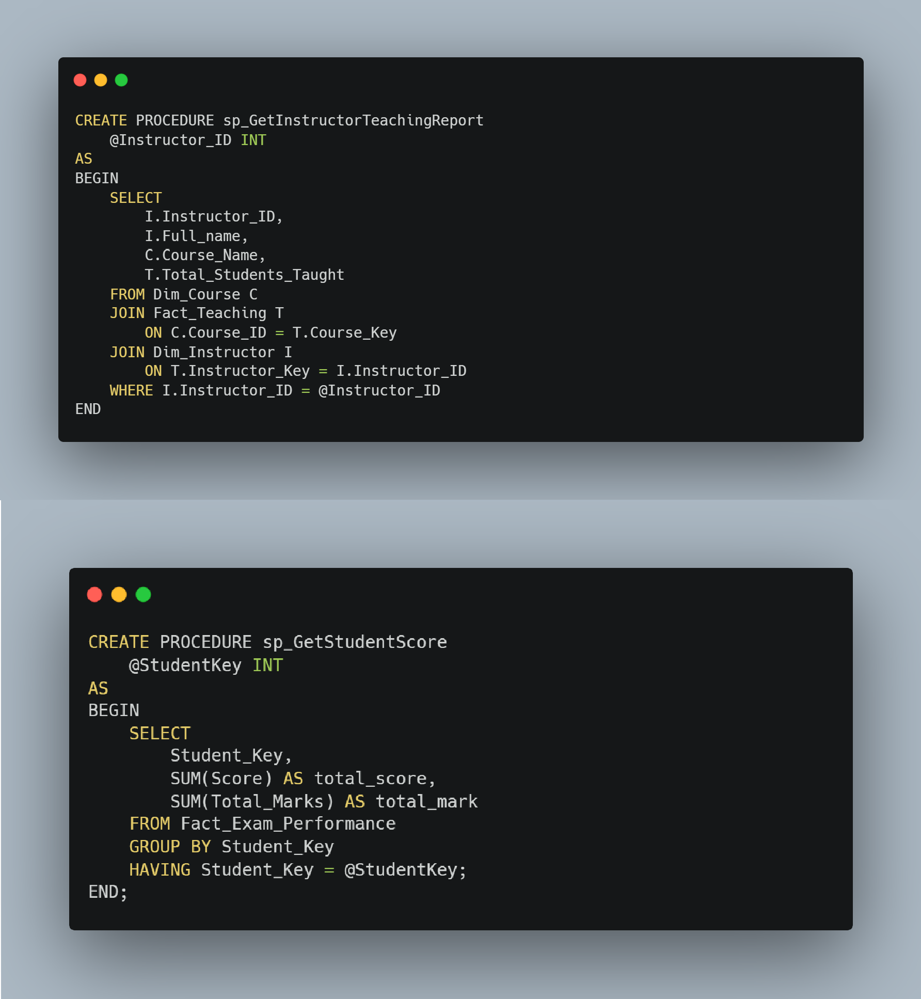 CREATE PROCEDURE sp_GetInstructorTeachingReport
    @Instructor_ID INT
AS
BEGIN
    SELECT
        I.Instructor_ID,
        I.Full_name,
        C.Course_Name,
        T.Total_Students_Taught
    FROM Dim_Course C
    JOIN Fact_Teaching T
        ON C.Course_ID = T.Course_Key
    JOIN Dim_Instructor I
        ON T.Instructor_Key = I.Instructor_ID
    WHERE I.Instructor_ID = @Instructor_ID
END
CREATE PROCEDURE sp_GetStudentScore
    @StudentKey INT
AS
BEGIN
    SELECT
        Student_Key,
        SUM(Score) AS total_score,
        SUM(Total_Marks) AS total_mark
    FROM Fact_Exam_Performance
    GROUP BY Student_Key
    HAVING Student_Key = @StudentKey;
END;